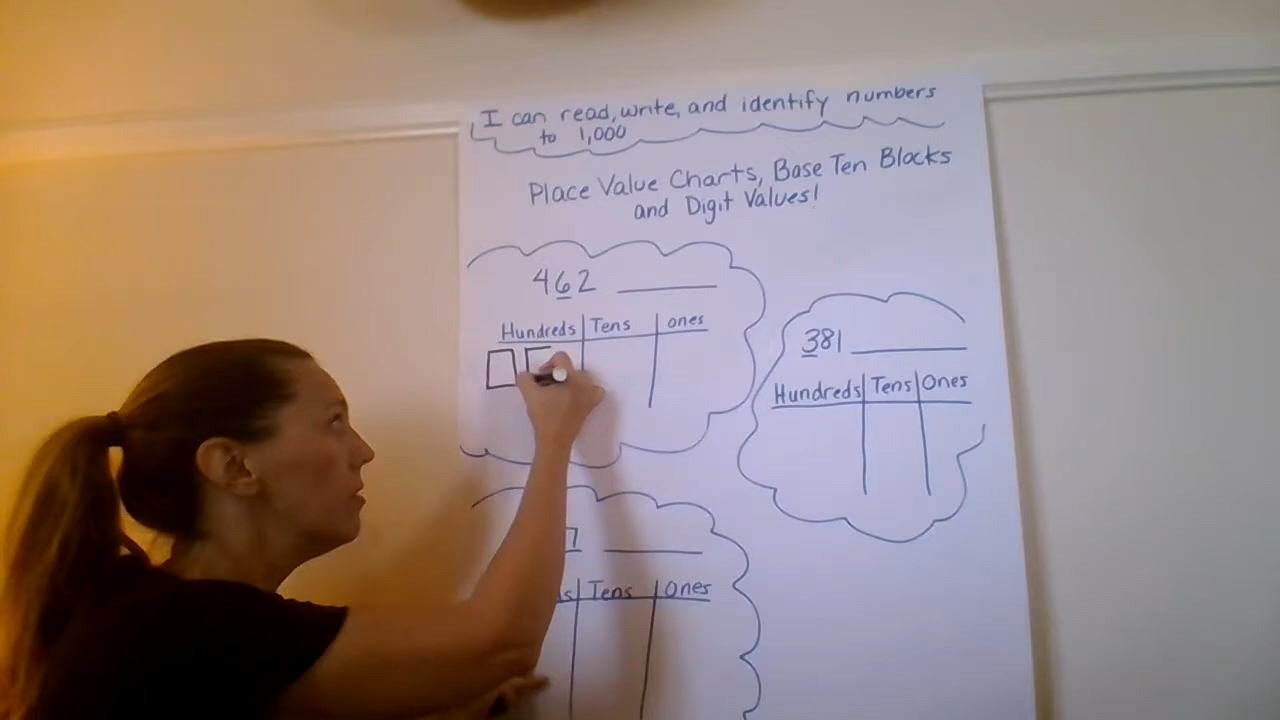 I can read, write, and identify numbers
to 1,000
Place Value Charts, Base Ten Blocks
and Digit Values!
462
Hundreds Tens ones
381
Hundreds Tens Ones
7
s Tens Ones